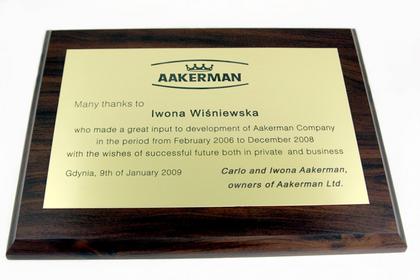 AAKERMAN
Many thanks to
Iwona Wiśniewska
who made a great input to development of Aakerman Company
in the period from February 2006 to December 2008
with the wishes of successful future both in private and business
Gdynia, 9th of January 2009
Carlo and Iwona Aakerman,
owners of Aakerman Ltd.